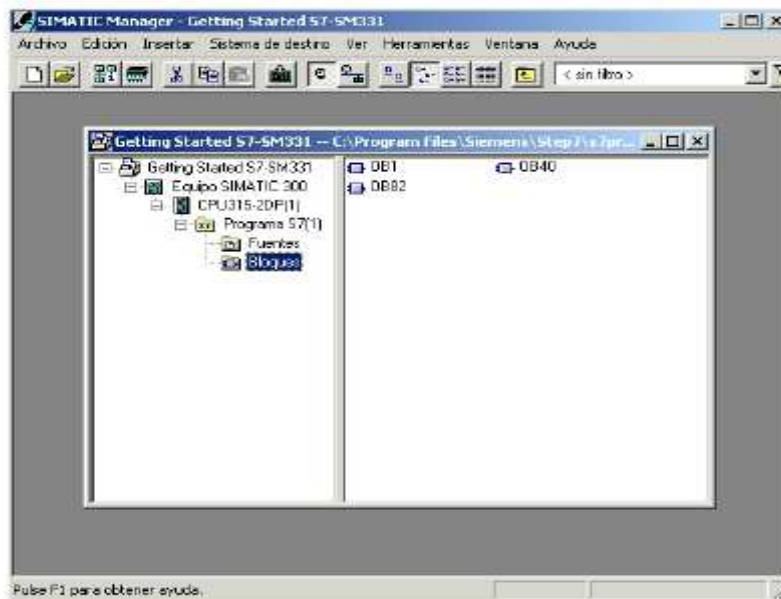 SIMATIC Manager - Getting Started S7-SM331
Archivo Edición Insertar Sistema de destino Ver Herramientas Ventana Ayuda
< sin filtro >
Getting Started S7-SM331 -- C:\Program Files\Siemens\Step7\s7pr...
Getting Started S7-SM331
Equipo SIMATIC 300
CPU315-2DP(1)
Programa S7(1)
Fuentes
Bloques
OB1 OB40
OB82
Pulse F1 para obtener ayuda.